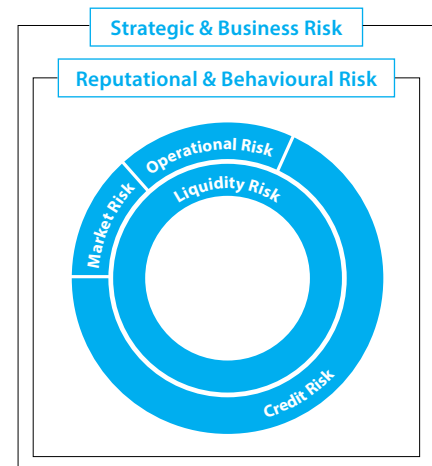 Strategic & Business Risk
Reputational & Behavioural Risk
Operational Risk
Market Risk
Liquidity Risk
Credit Risk